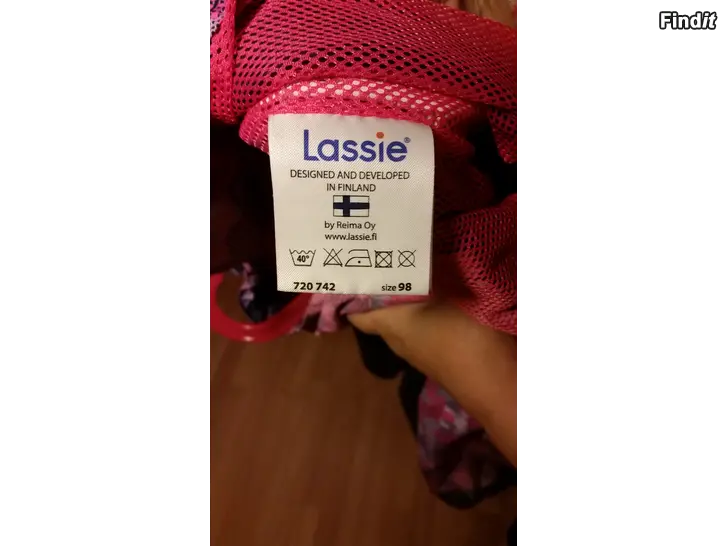 Findit
Lassie®
DESIGNED AND DEVELOPED
IN FINLAND
by Reima Oy
www.lassie.fi
40°
720 742 size 98